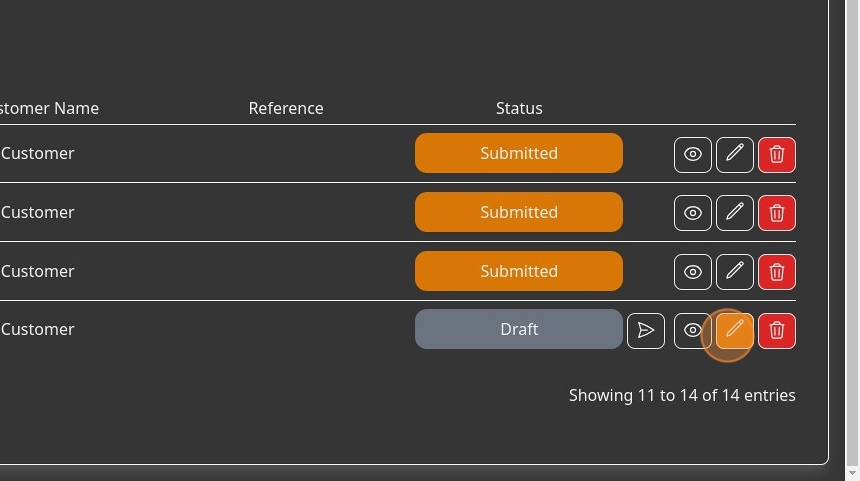 stomer Name Reference Status
Customer Submitted
Customer Submitted
Customer Submitted
Customer Draft
Showing 11 to 14 of 14 entries